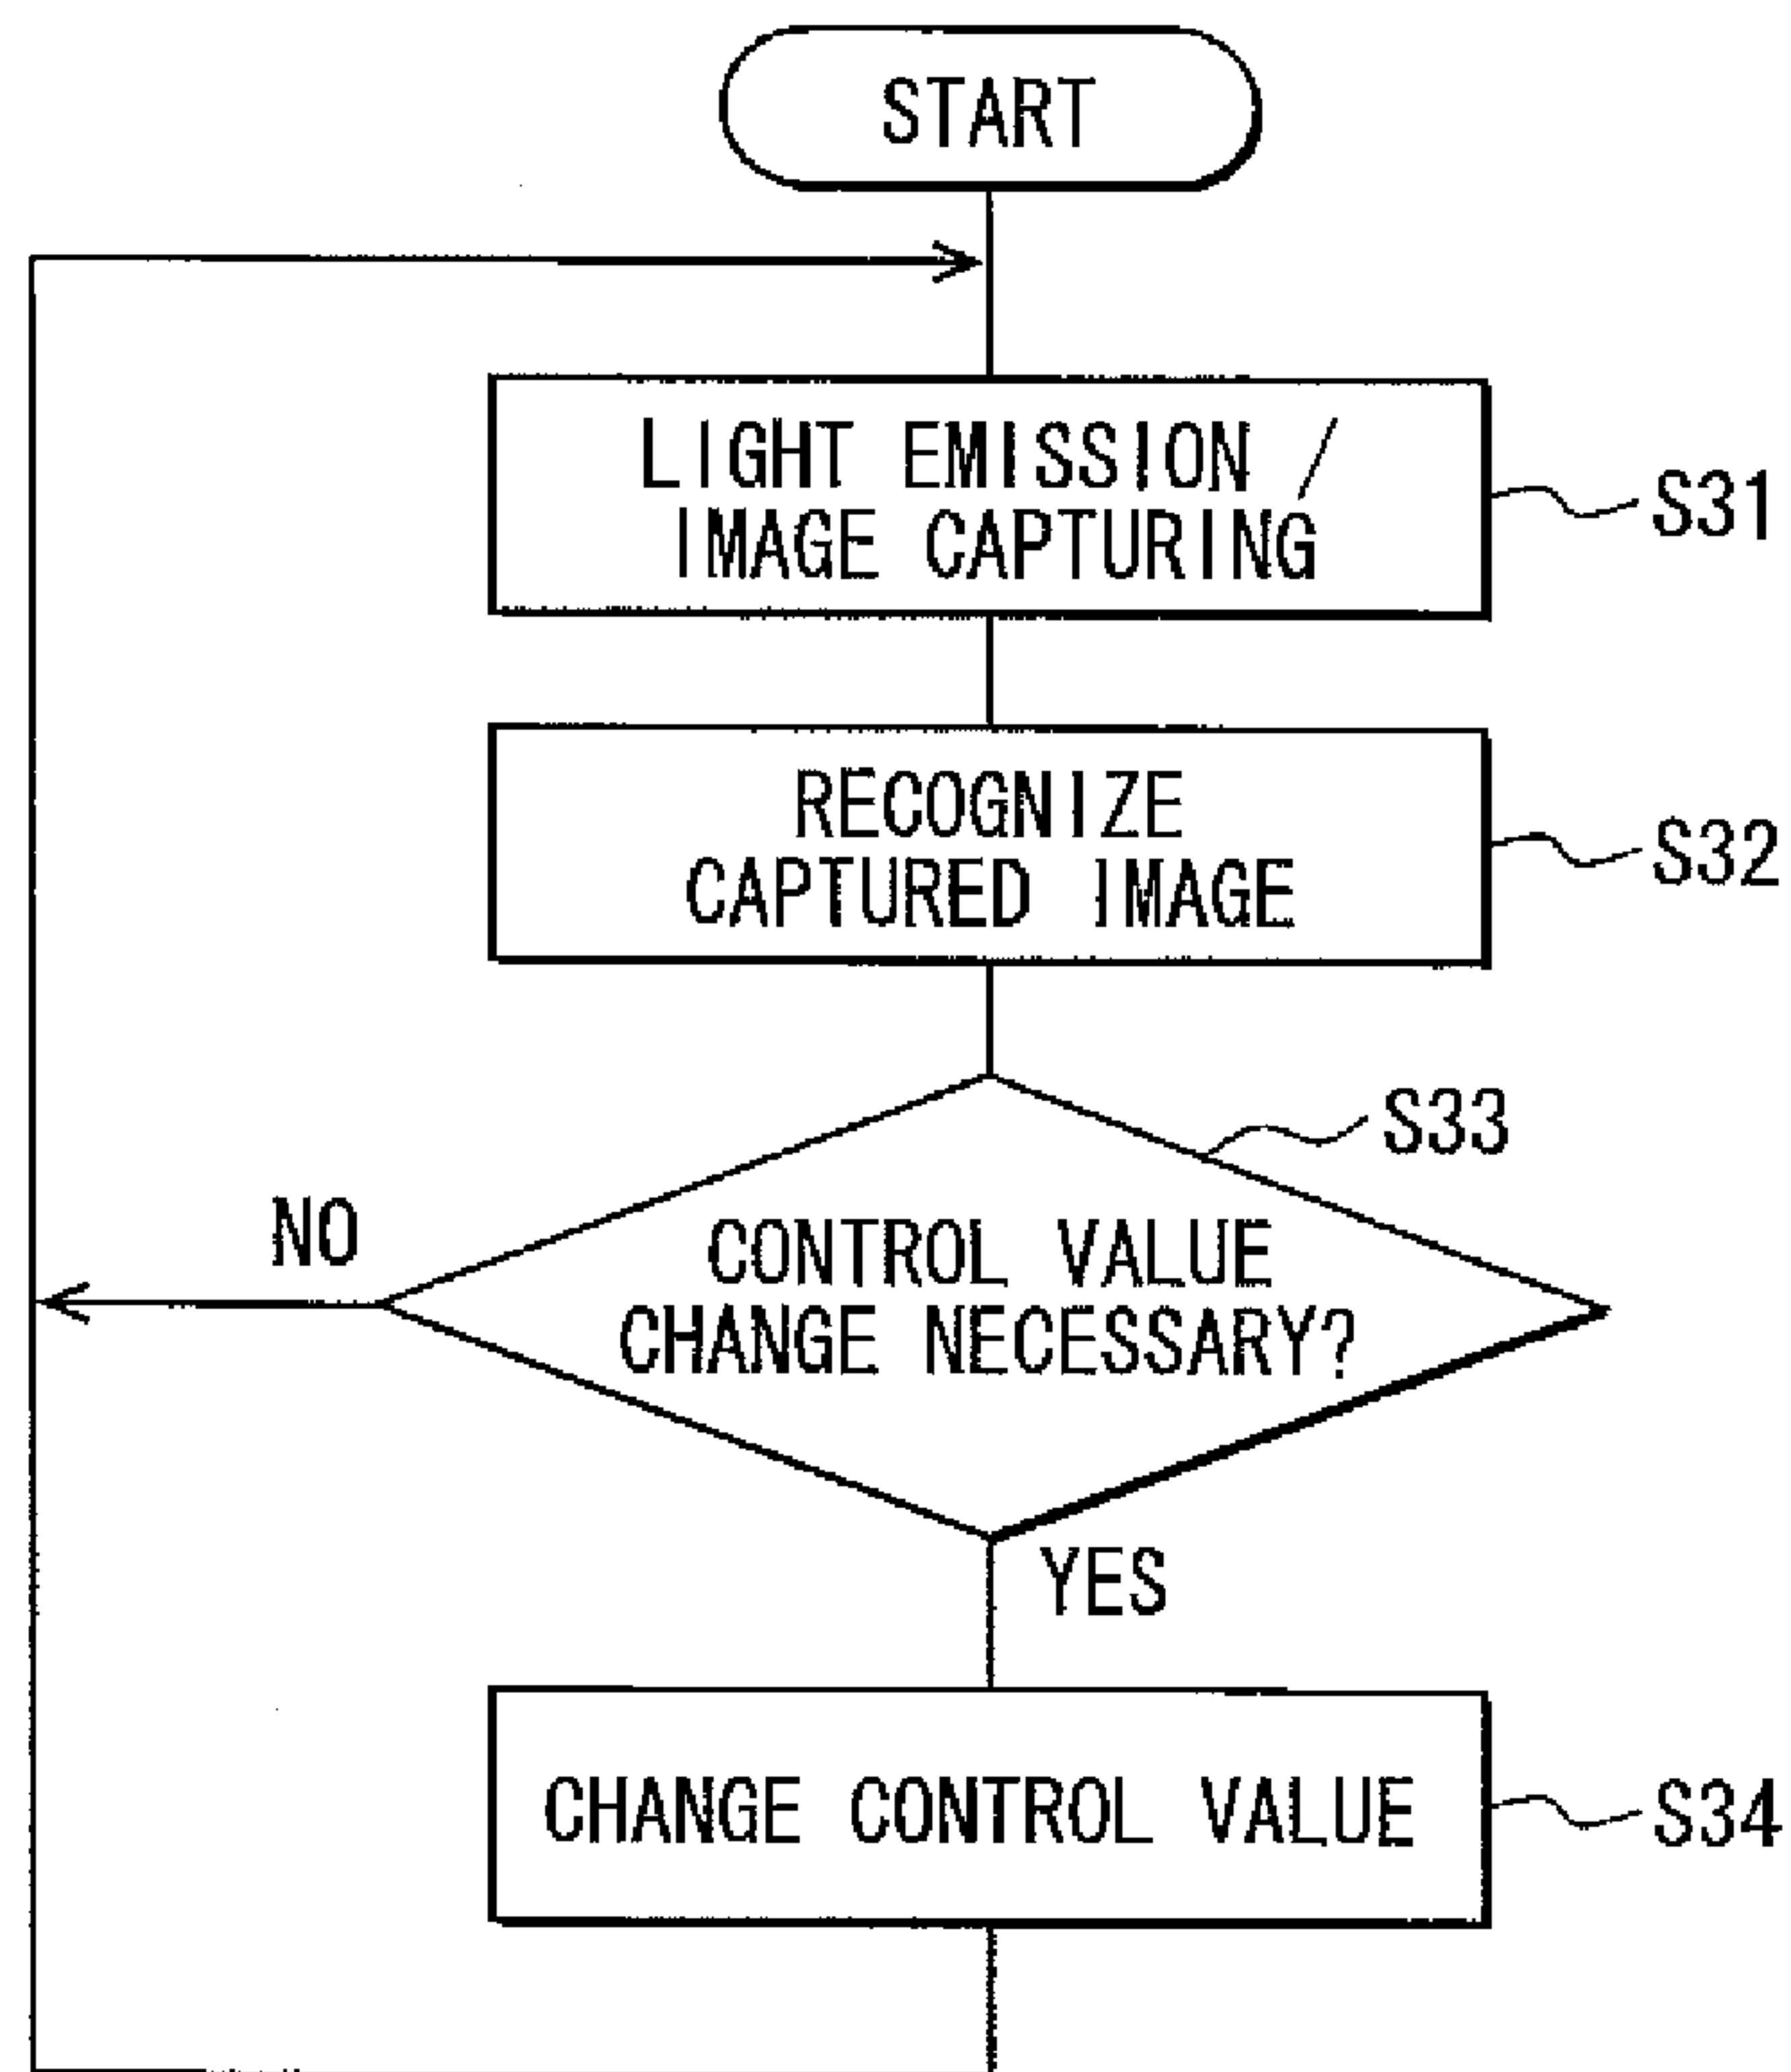 START
LIGHT EMISSION/
IMAGE CAPTURING
S31
RECOGNIZE
CAPTURED IMAGE
S32
S33
NO
CONTROL VALUE
CHANGE NECESSARY?
YES
CHANGE CONTROL VALUE
S34